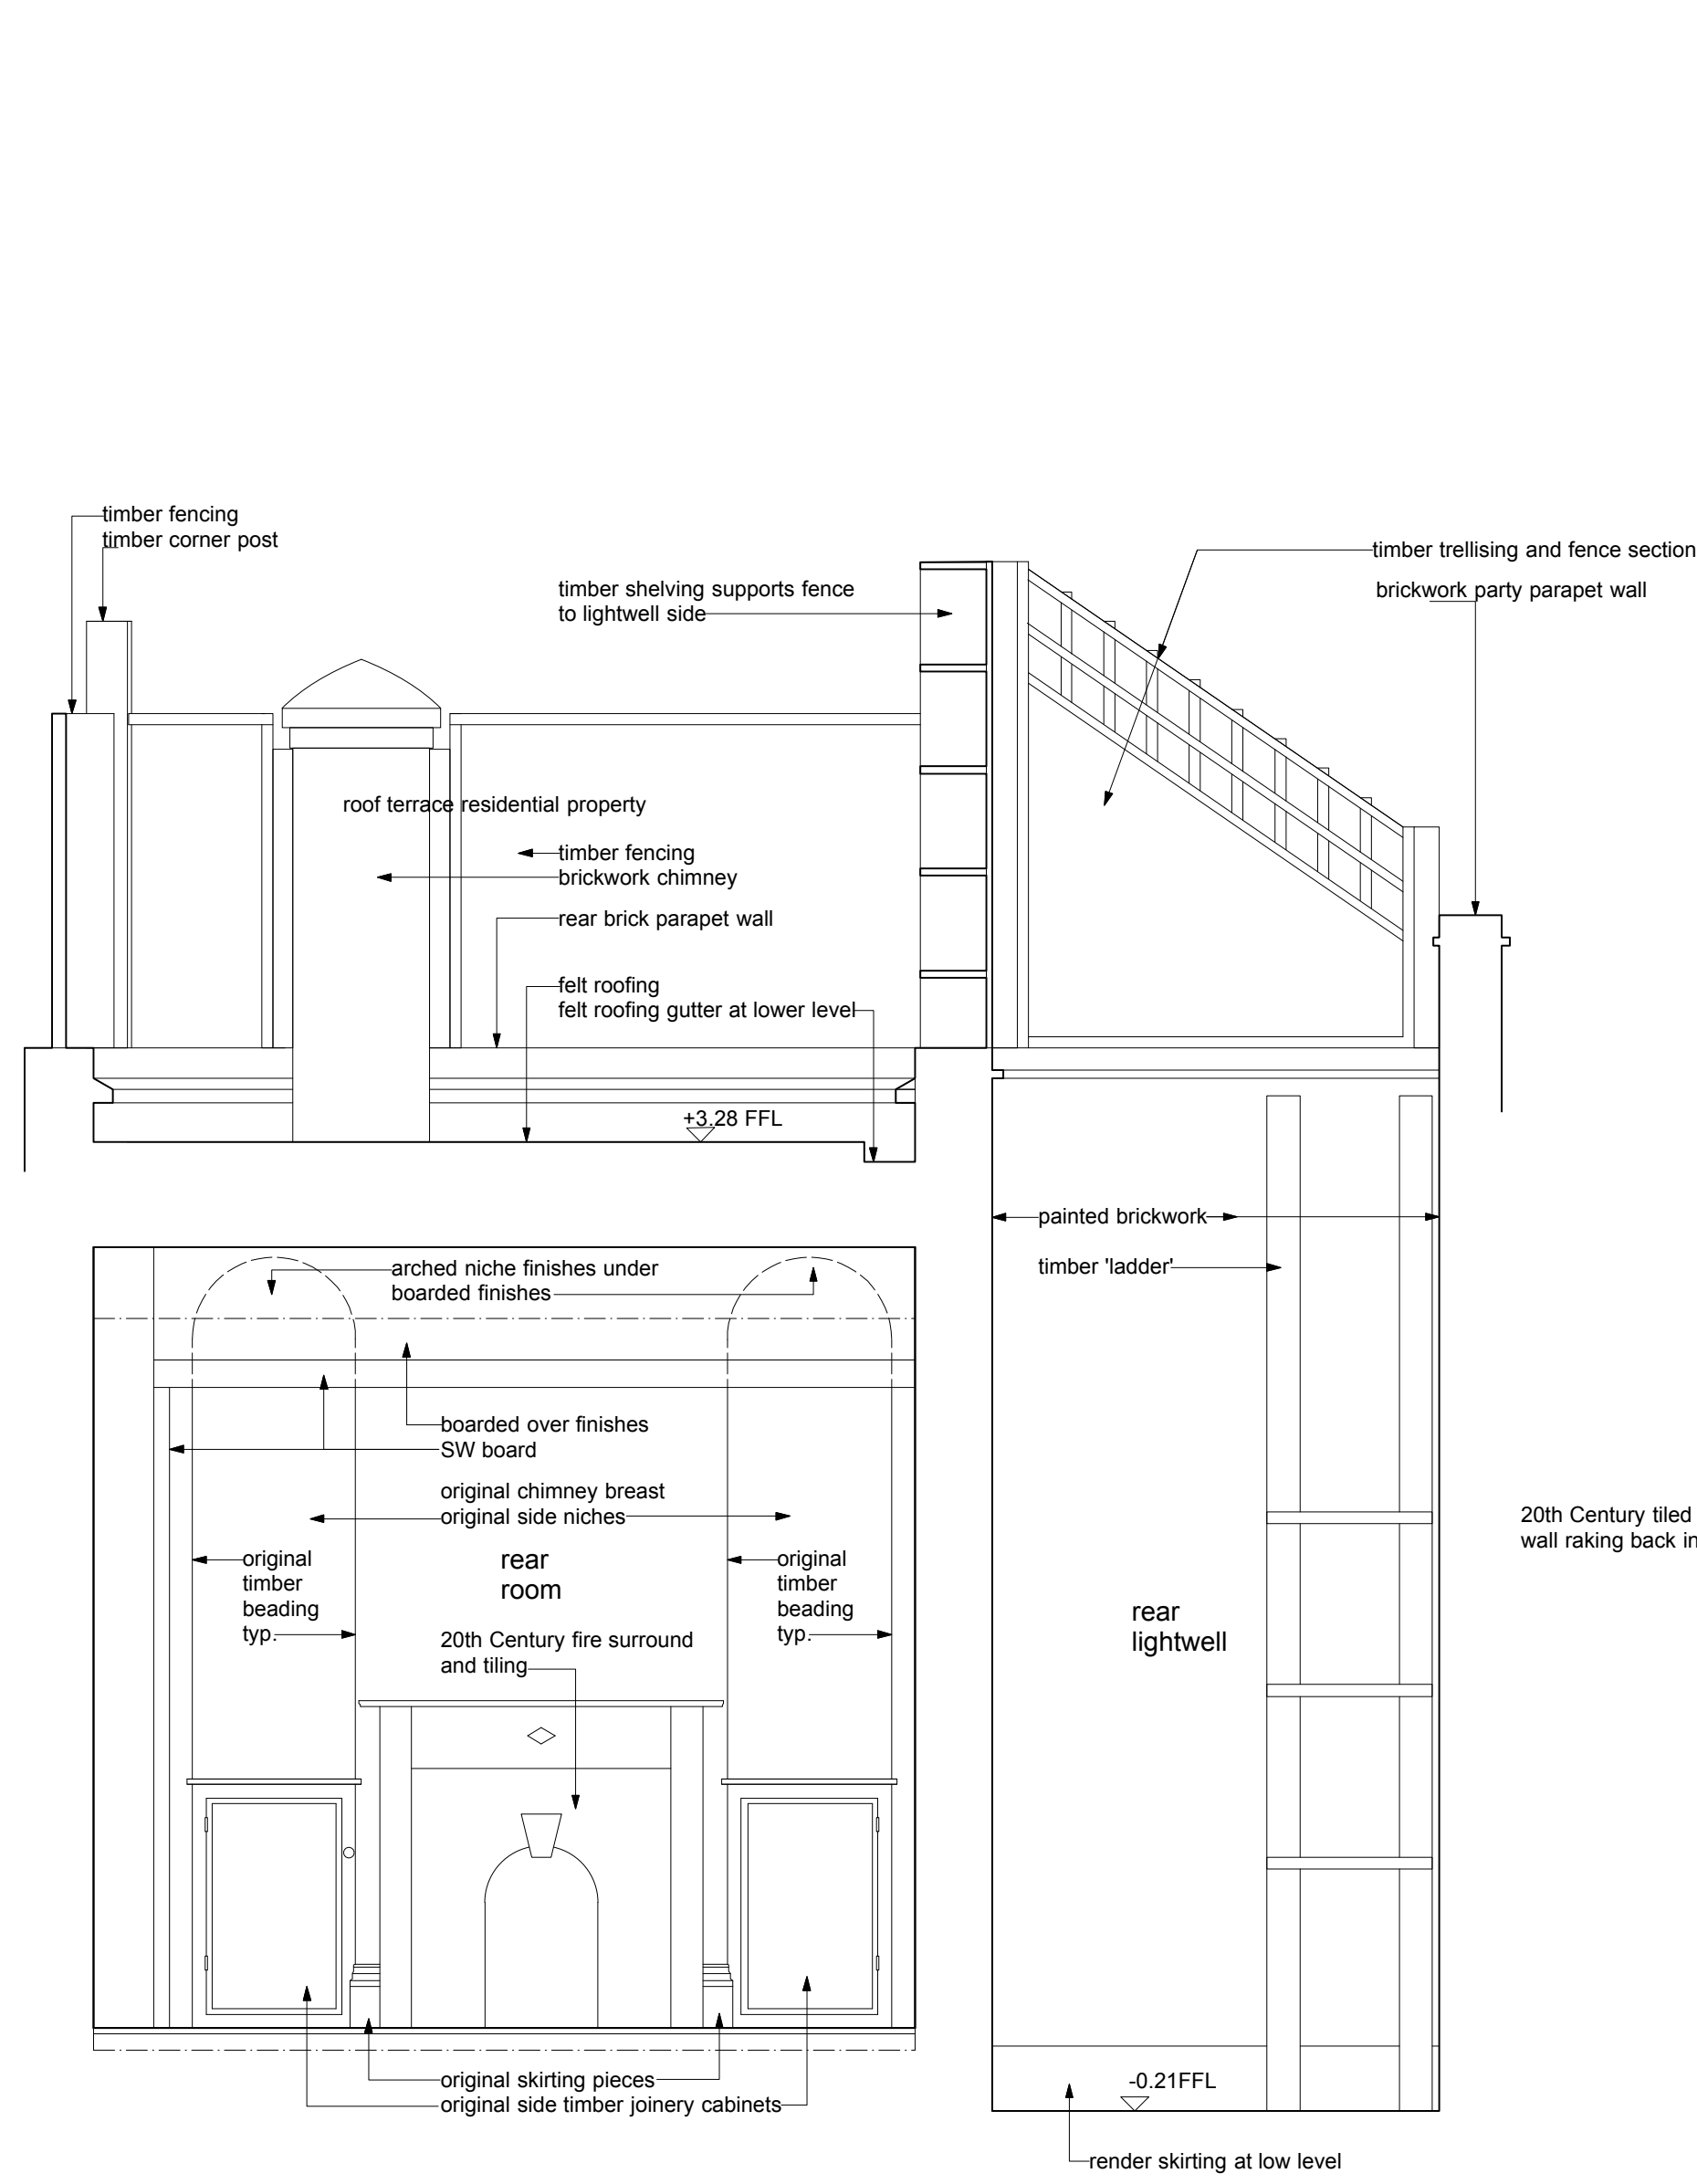 timber fencing
timber corner post
timber shelving supports fence
to lightwell side
timber trellising and fence section
brickwork party parapet wall
roof terrace residential property
timber fencing
brickwork chimney
rear brick parapet wall
felt roofing
felt roofing gutter at lower level
+3.28 FFL
painted brickwork
timber 'ladder'
arched niche finishes under
boarded finishes
boarded over finishes
SW board
original chimney breast
original side niches
original
timber
beading
typ.
rear
room
original
timber
beading
typ.
20th Century fire surround
and tiling
rear
lightwell
20th Century tiled
wall raking back in
original skirting pieces
original side timber joinery cabinets
-0.21FFL
render skirting at low level